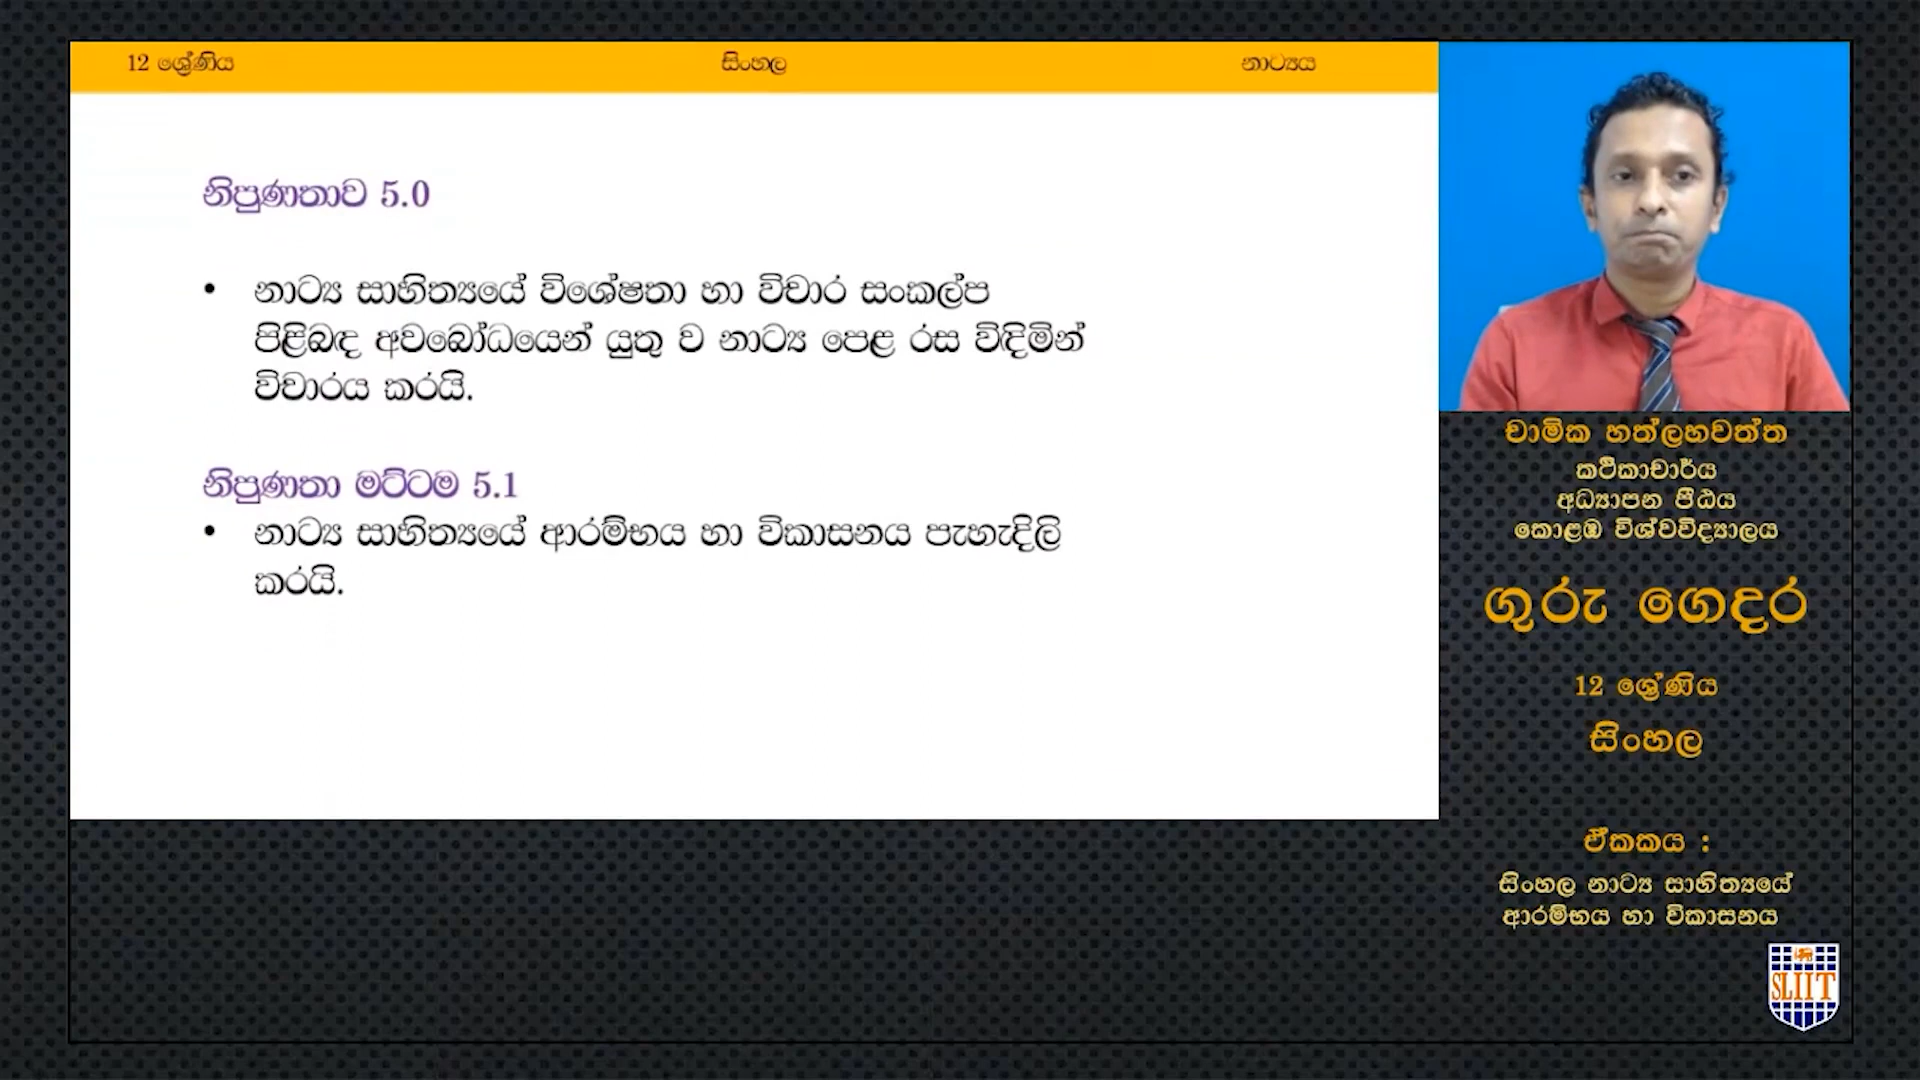 12 ශ්‍රේණිය
සිංහල
නාට්‍යය
නිපුණතාව 5.0
• නාට්‍ය සාහිත්‍යයේ විශේෂතා හා විචාර සංකල්ප
පිළිබඳ අවබෝධයෙන් යුතු ව නාට්‍ය පෙළ රස විඳිමින්
විචාරය කරයි.
නිපුණතා මට්ටම 5.1
• නාට්‍ය සාහිත්‍යයේ ආරම්භය හා විකාසනය පැහැදිලි
කරයි.
චාමික හත්ලහවත්ත
කථිකාචාර්ය
අධ්‍යාපන පීඨය
කොළඹ විශ්වවිද්‍යාලය
ගුරු ගෙදර
12 ශ්‍රේණිය
සිංහල
ඒකකය :
සිංහල නාට්‍ය සාහිත්‍යයේ
ආරම්භය හා විකාසනය
SLIIT